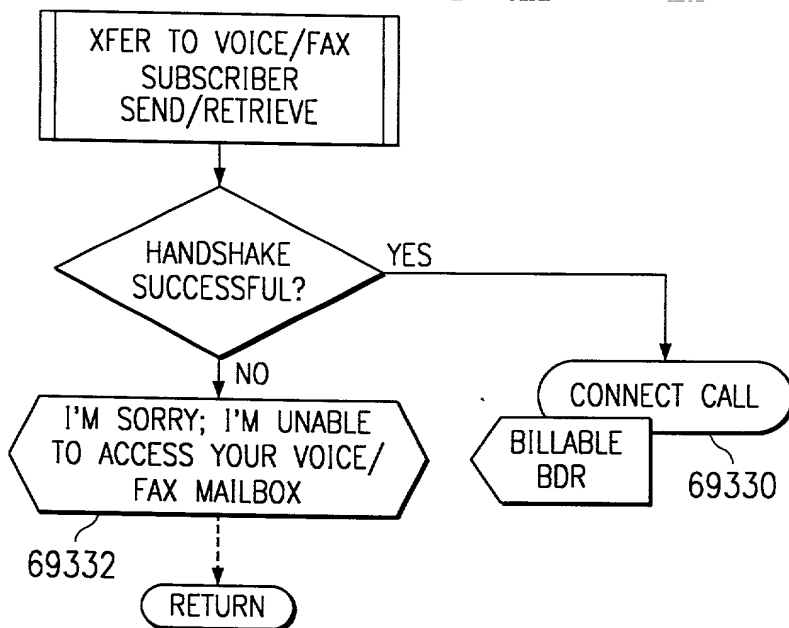 XFER TO VOICE/FAX
SUBSCRIBER
SEND/RETRIEVE
HANDSHAKE
SUCCESSFUL?
YES
NO
I'M SORRY; I'M UNABLE
TO ACCESS YOUR VOICE/
FAX MAILBOX
69332
RETURN
CONNECT CALL
BILLABLE
BDR
69330